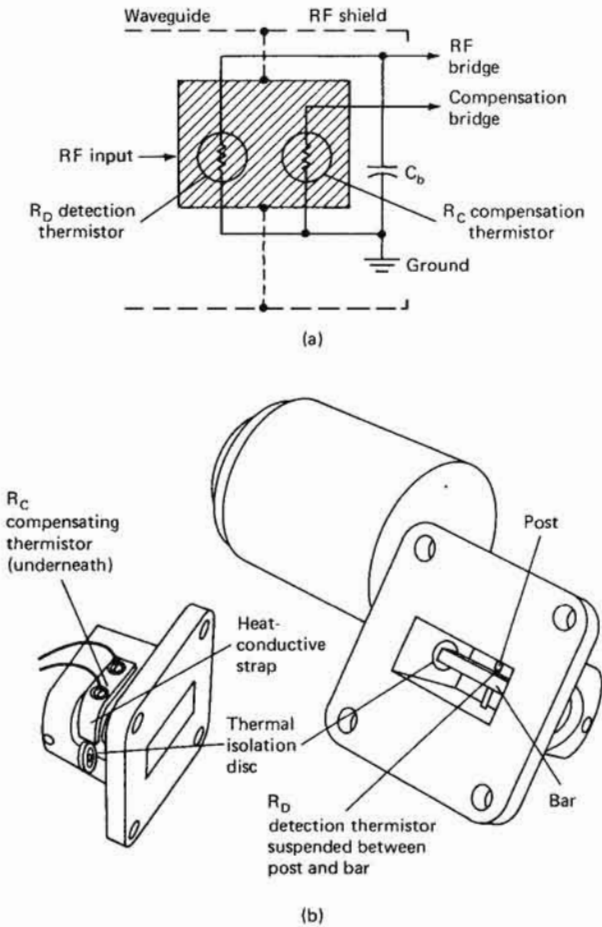 Waveguide
RF shield
RF
bridge
Compensation
bridge
RF input
C_b
R_D detection
thermistor
R_C compensation
thermistor
Ground
(a)
R_C
compensating
thermistor
(underneath)
Post
Heat-
conductive
strap
Thermal
isolation
disc
R_D
detection thermistor
suspended between
post and bar
Bar
(b)